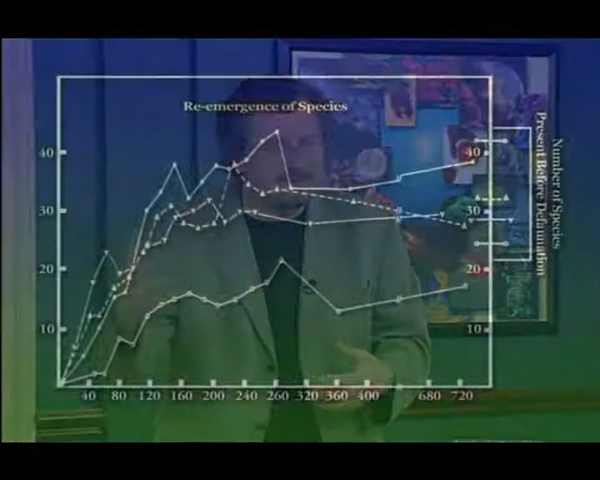 Re-emergence of Species
40
30
20
10
40 80 120 160 200 240 260 320 360 400 680 720
40
30
20
10
Number of Species
Present Before Defaunation